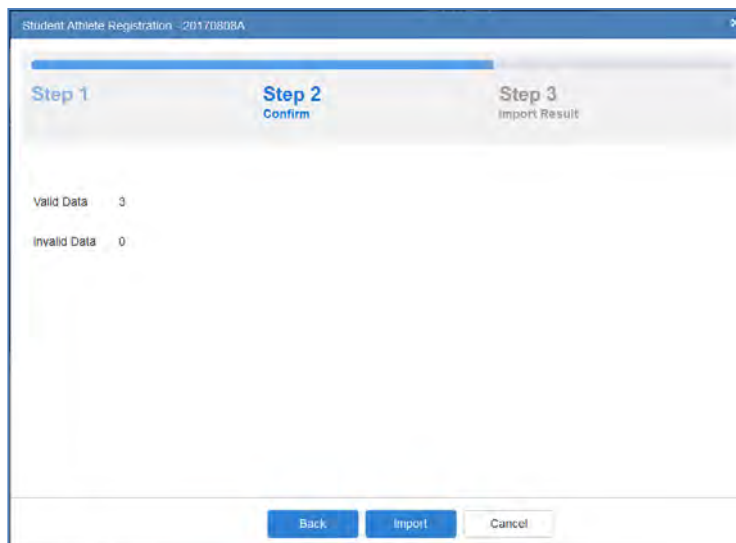 Student Athlete Registration - 20170808A
Step 1 Step 2 Step 3
Confirm Import Result
Valid Data 3
Invalid Data 0
Back Import Cancel